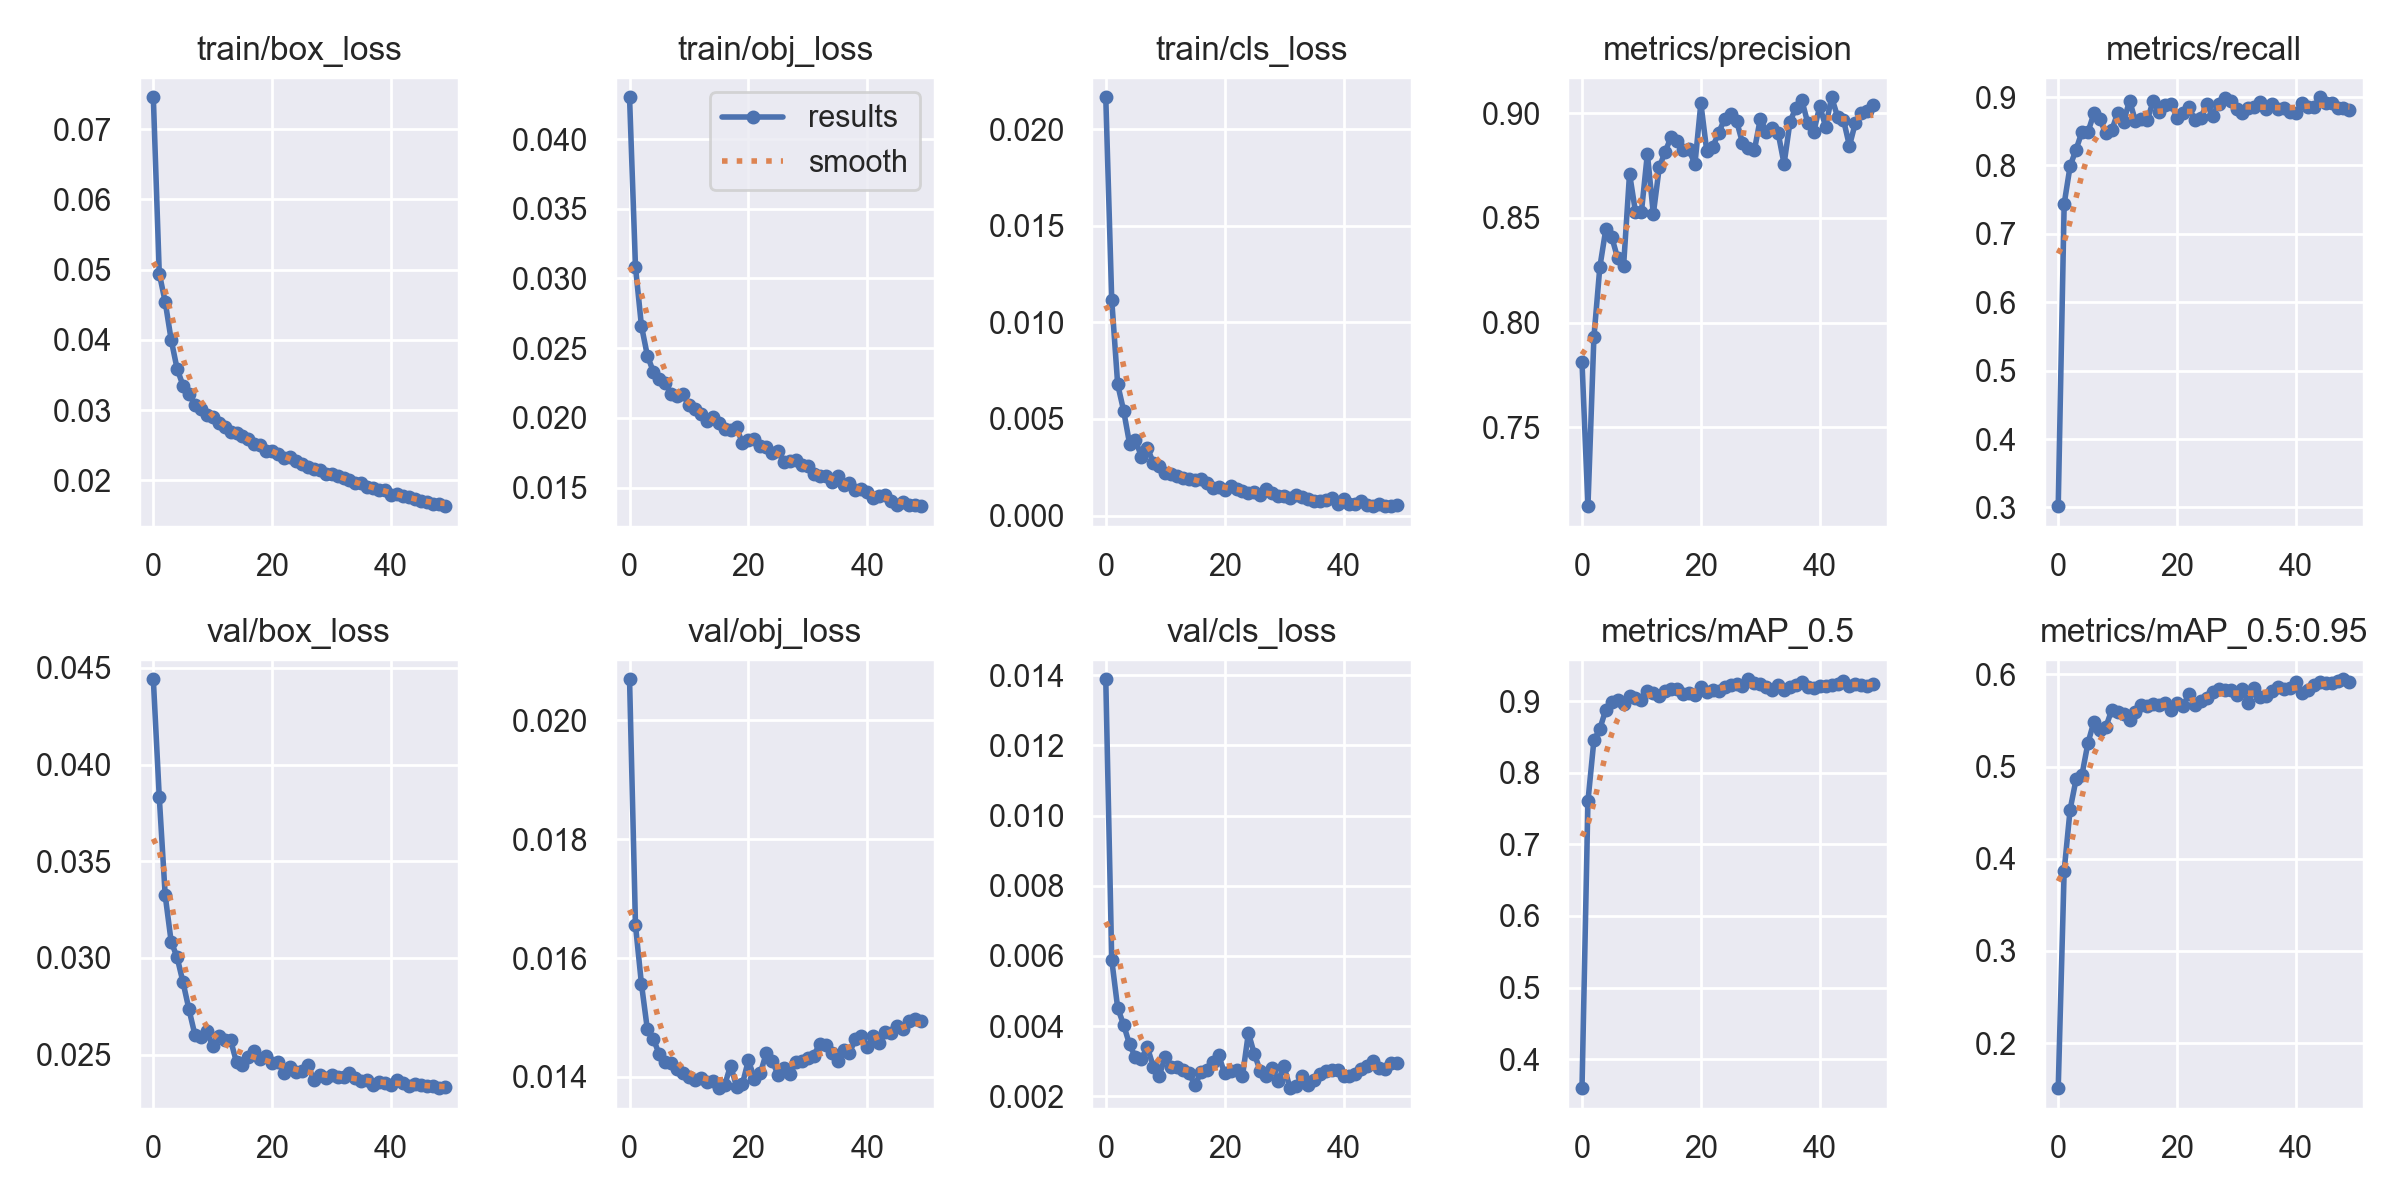 train/box_loss
0.07
0.06
0.05
0.04
0.03
0.02
0 20 40
train/obj_loss
results
smooth
0.040
0.035
0.030
0.025
0.020
0.015
0 20 40
train/cls_loss
0.020
0.015
0.010
0.005
0.000
0 20 40
metrics/precision
0.90
0.85
0.80
0.75
0 20 40
metrics/recall
0.9
0.8
0.7
0.6
0.5
0.4
0.3
0 20 40
val/box_loss
0.045
0.040
0.035
0.030
0.025
0 20 40
val/obj_loss
0.020
0.018
0.016
0.014
0 20 40
val/cls_loss
0.014
0.012
0.010
0.008
0.006
0.004
0.002
0 20 40
metrics/mAP_0.5
0.9
0.8
0.7
0.6
0.5
0.4
0 20 40
metrics/mAP_0.5:0.95
0.6
0.5
0.4
0.3
0.2
0 20 40